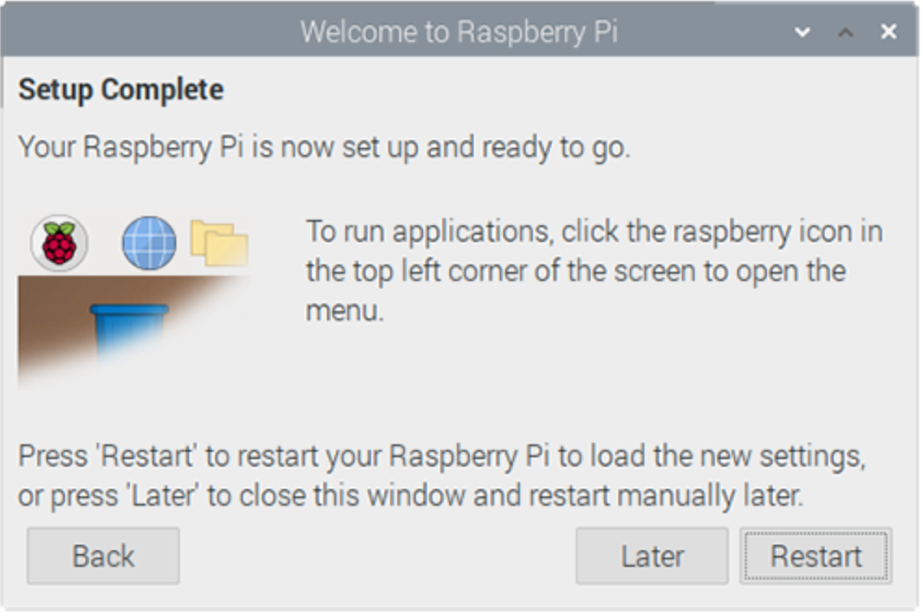 Welcome to Raspberry Pi
Setup Complete
Your Raspberry Pi is now set up and ready to go.
To run applications, click the raspberry icon in
the top left corner of the screen to open the
menu.
Press 'Restart' to restart your Raspberry Pi to load the new settings,
or press 'Later' to close this window and restart manually later.
Back Later Restart